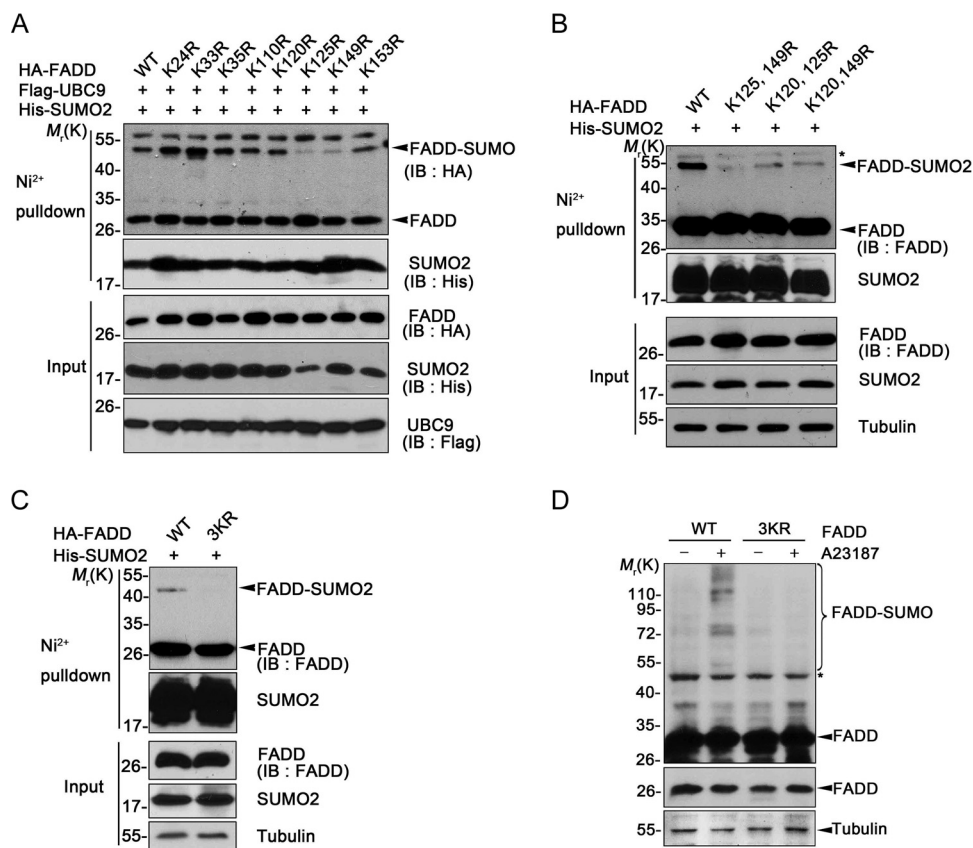 A
HA-FADD WT K24R K33R K35R K110R K120R K125R K149R K153R
Flag-UBC9 + + + + + + + + +
His-SUMO2 + + + + + + + + +
Mr(K)
55-
FADD-SUMO
(IB : HA)
40-
Ni2+
pulldown
35-
FADD
26-
SUMO2
(IB : His)
17-
FADD
(IB : HA)
26-
Input
SUMO2
(IB : His)
17-
26-
UBC9
(IB : Flag)
B
HA-FADD WT K125, 149R K120, 125R K120,149R
His-SUMO2 + + + +
Mr(K)
*
55-
FADD-SUMO2
40-
Ni2+
pulldown
35-
FADD
(IB : FADD)
26-
SUMO2
17-
FADD
(IB : FADD)
26-
Input
SUMO2
17-
55-
Tubulin
C
HA-FADD WT 3KR
His-SUMO2 + +
Mr(K)
55-
FADD-SUMO2
40-
Ni2+
pulldown
35-
FADD
(IB : FADD)
26-
SUMO2
17-
FADD
(IB : FADD)
26-
Input
SUMO2
17-
55-
Tubulin
D
WT 3KR FADD
− + − + A23187
Mr(K)
110-
95-
FADD-SUMO
72-
55-
*
40-
35-
FADD
26-
26-
FADD
55-
Tubulin